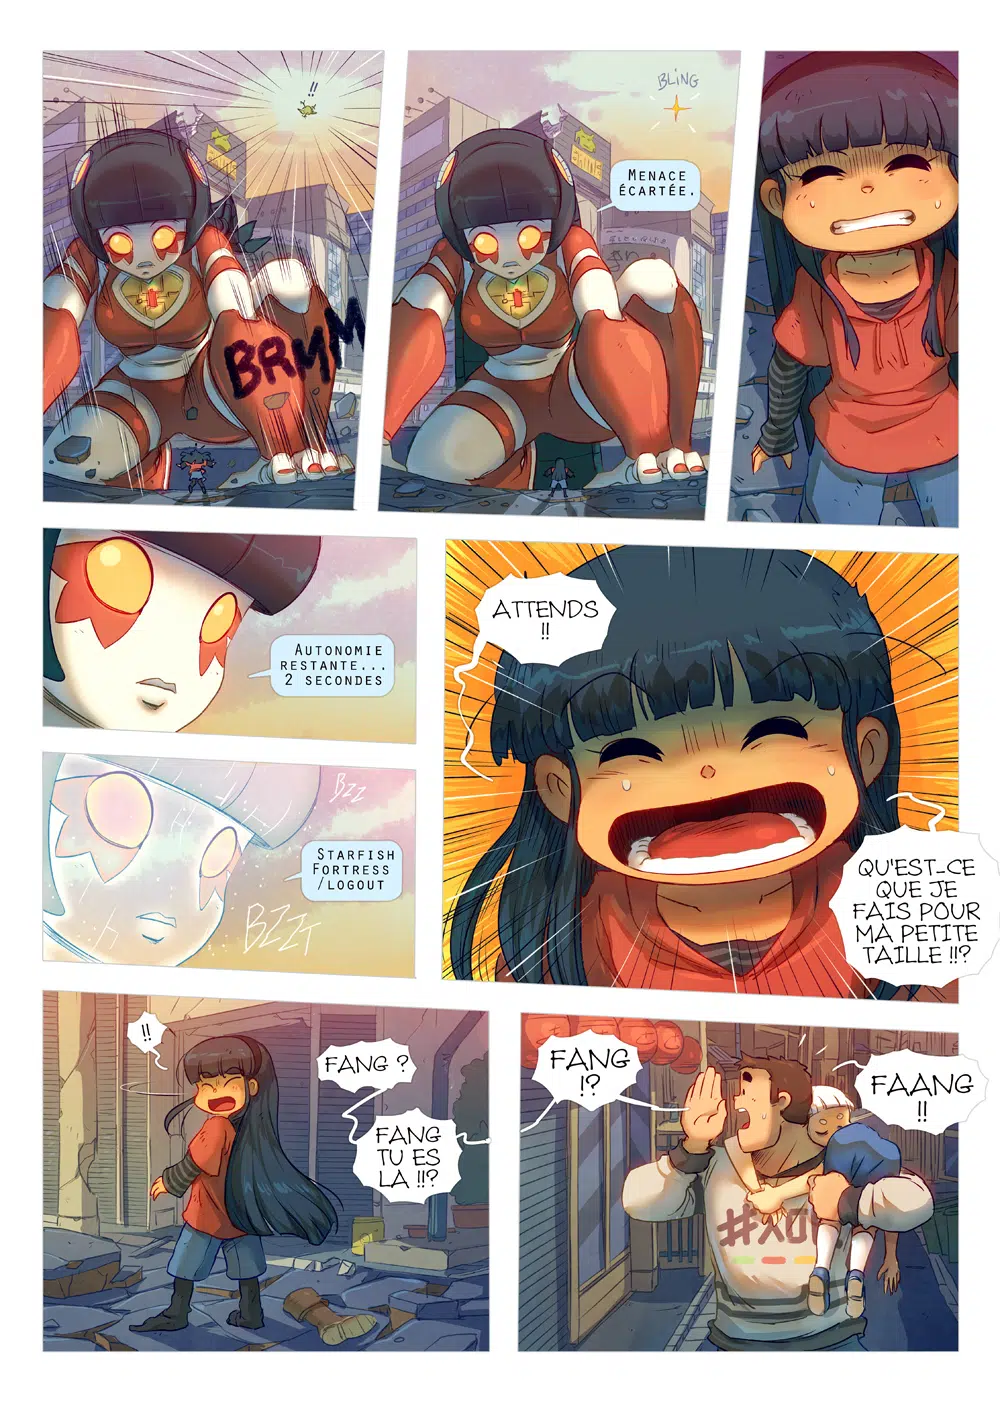 !!
BRMM
BLING
MENACE
ÉCARTÉE.
AUTONOMIE
RESTANTE...
2 SECONDES
ATTENDS
!!
QU'EST-CE
QUE JE
FAIS POUR
MA PETITE
TAILLE !!?
BZZ
STARFISH
FORTRESS
/LOGOUT
BZZT
!!
FANG ?
FANG
TU ES
LA !!?
FANG
!?
FAANG
!!